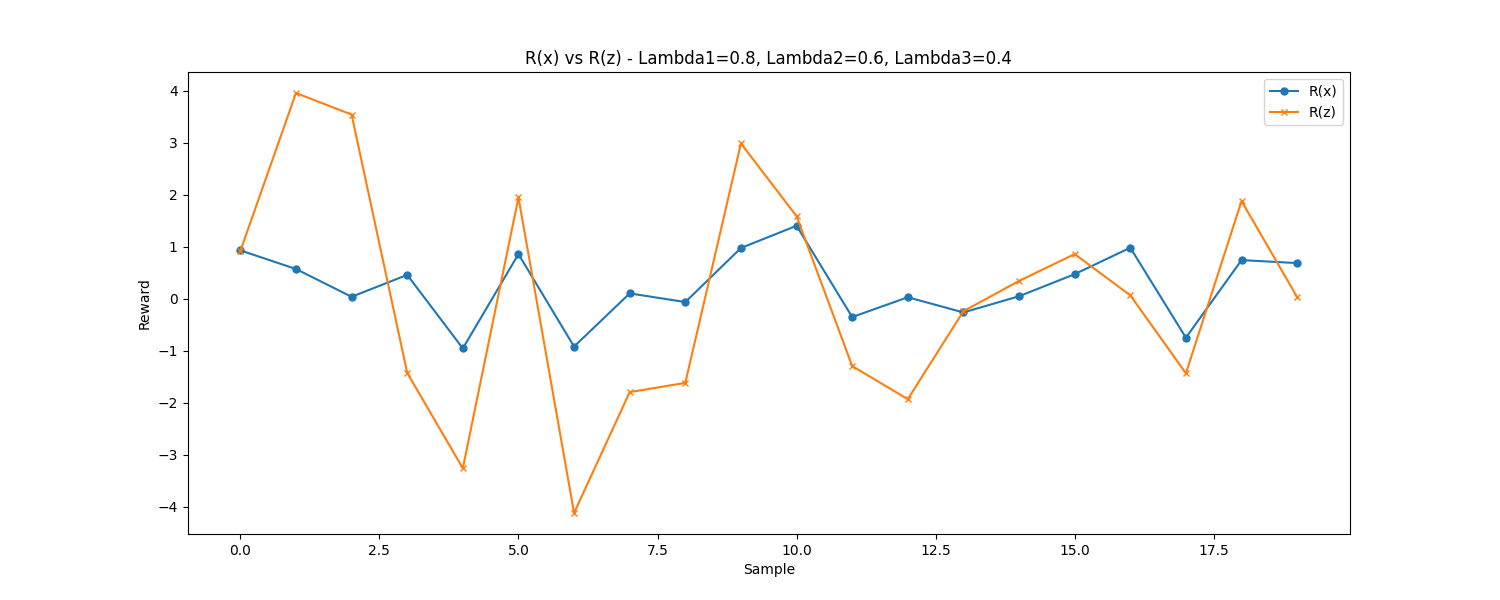 R(x) vs R(z) - Lambda1=0.8, Lambda2=0.6, Lambda3=0.4
R(x)
R(z)
Reward
4
3
2
1
0
−1
−2
−3
−4
0.0 2.5 5.0 7.5 10.0 12.5 15.0 17.5
Sample